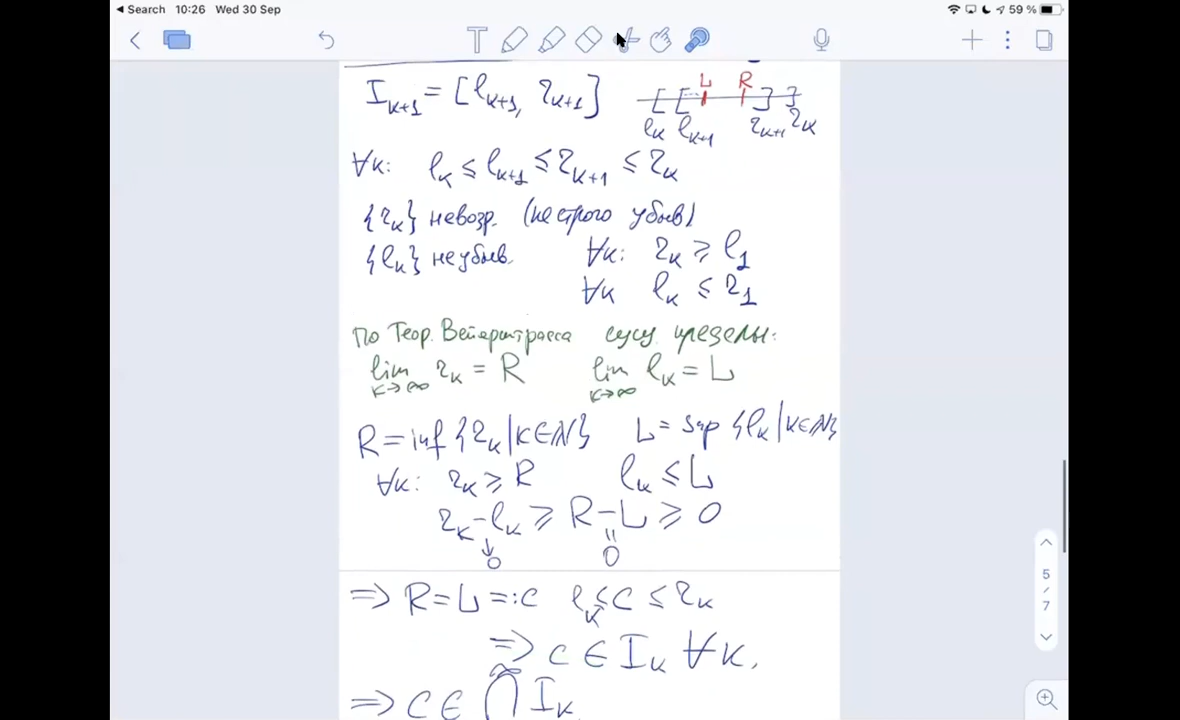 Search 10:26 Wed 30 Sep 59 %
I_{k+1} = [l_{k+1}, r_{k+1}]
L R
l_k l_{k+1} r_{k+1} r_k
∀k: l_k ≤ l_{k+1} ≤ r_{k+1} ≤ r_k
{r_k} невозр. (нестрого убыв)
{l_k} неубыв. ∀k: r_k ≥ l_1
∀k l_k ≤ r_1
По Теор. Вейерштрасса сущ пределы:
lim_{k→∞} r_k = R lim_{k→∞} l_k = L
R = inf {r_k | k∈N} L = sup {l_k | k∈N}
∀k: r_k ≥ R l_k ≤ L
r_k - l_k ≥ R - L ≥ 0
↓ 0 " 0
=> R = L =: c l_k ≤ c ≤ r_k
=> c ∈ I_k ∀k.
=> c ∈ ∩ I_k
5
/
7